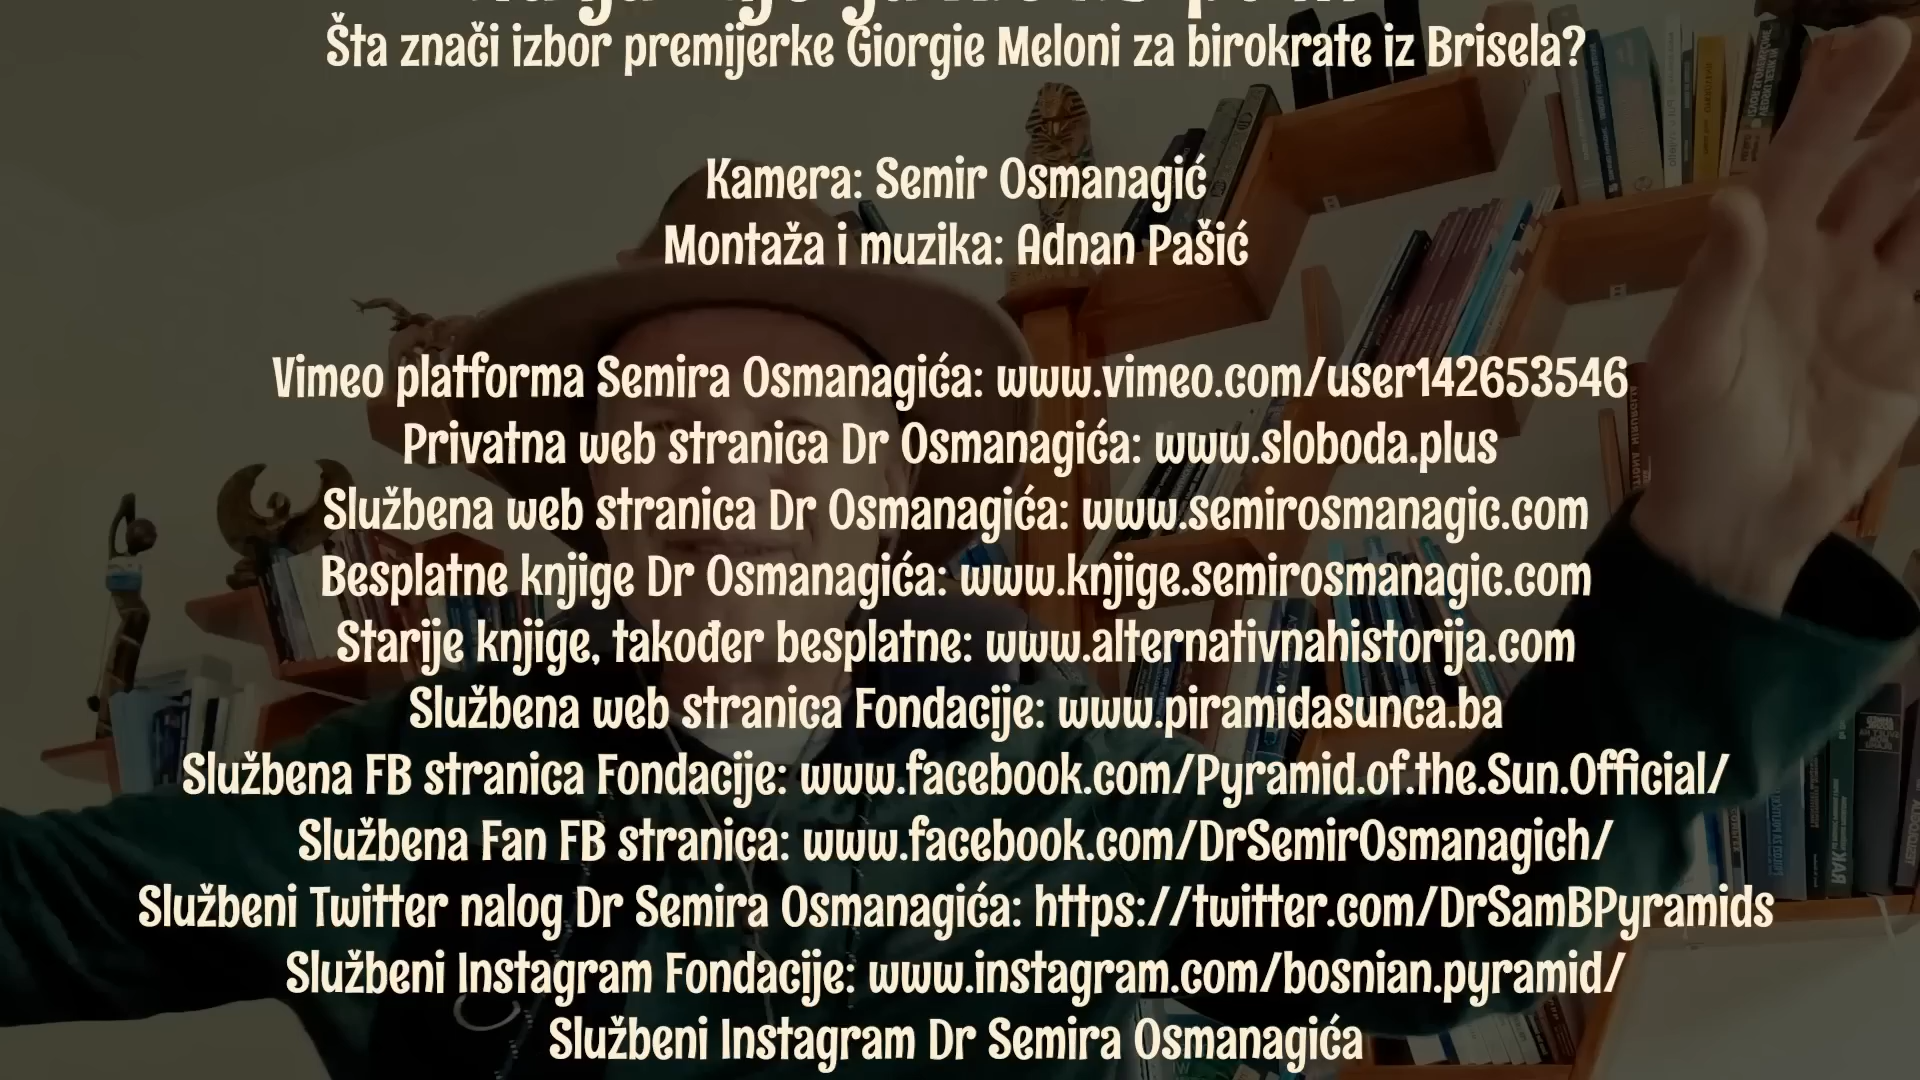 Šta znači izbor premijerke Giorgie Meloni za birokrate iz Brisela?
Kamera: Semir Osmanagić
Montaža i muzika: Adnan Pašić
Vimeo platforma Semira Osmanagića: www.vimeo.com/user142653546
Privatna web stranica Dr Osmanagića: www.sloboda.plus
Službena web stranica Dr Osmanagića: www.semirosmanagic.com
Besplatne knjige Dr Osmanagića: www.knjige.semirosmanagic.com
Starije knjige, također besplatne: www.alternativnahistorija.com
Službena web stranica Fondacije: www.piramidasunca.ba
Službena FB stranica Fondacije: www.facebook.com/Pyramid.of.the.Sun.Official/
Službena Fan FB stranica: www.facebook.com/DrSemirOsmanagich/
Službeni Twitter nalog Dr Semira Osmanagića: https://twitter.com/DrSamBPyramids
Službeni Instagram Fondacije: www.instagram.com/bosnian.pyramid/
Službeni Instagram Dr Semira Osmanagića